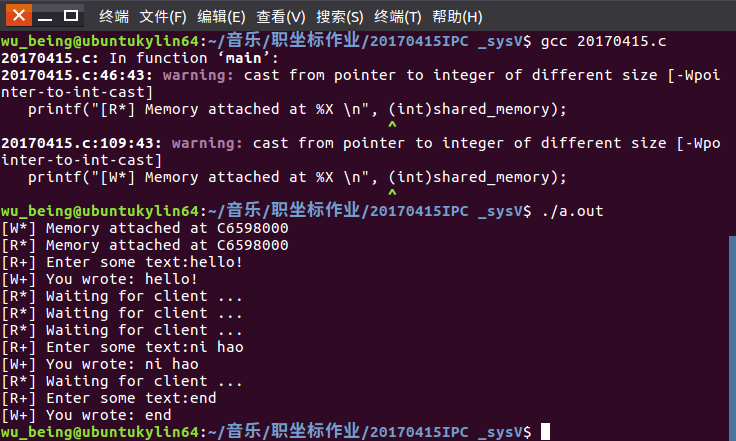 终端 文件(F) 编辑(E) 查看(V) 搜索(S) 终端(T) 帮助(H)
wu_being@ubuntukylin64:~/音乐/职坐标作业/20170415IPC _sysV$ gcc 20170415.c
20170415.c: In function ‘main’:
20170415.c:46:43: warning: cast from pointer to integer of different size [-Wpoi
nter-to-int-cast]
   printf("[R*] Memory attached at %X \n", (int)shared_memory);
                                           ^
20170415.c:109:43: warning: cast from pointer to integer of different size [-Wpo
inter-to-int-cast]
   printf("[W*] Memory attached at %X \n", (int)shared_memory);
                                           ^
wu_being@ubuntukylin64:~/音乐/职坐标作业/20170415IPC _sysV$ ./a.out
[W*] Memory attached at C6598000
[R*] Memory attached at C6598000
[R+] Enter some text:hello!
[W+] You wrote: hello!
[R*] Waiting for client ...
[R*] Waiting for client ...
[R*] Waiting for client ...
[R+] Enter some text:ni hao
[W+] You wrote: ni hao
[R*] Waiting for client ...
[R+] Enter some text:end
[W+] You wrote: end
wu_being@ubuntukylin64:~/音乐/职坐标作业/20170415IPC _sysV$